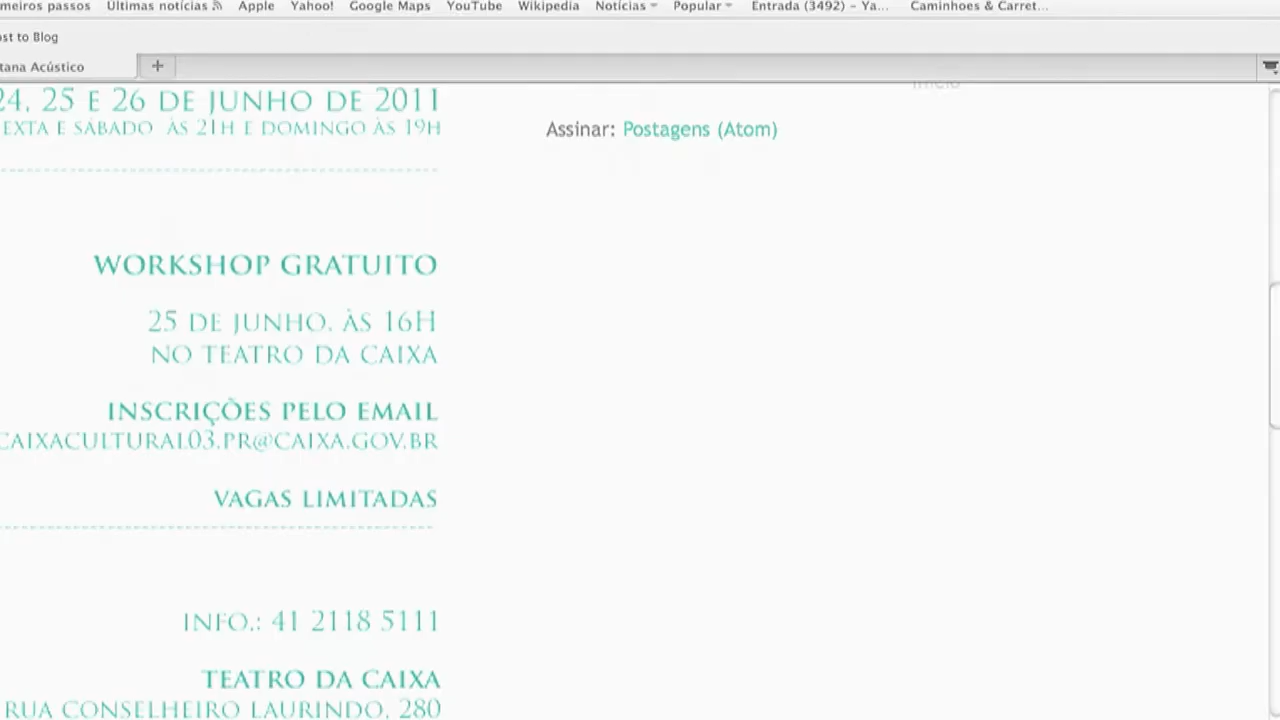 meiros passos Últimas notícias Apple Yahoo! Google Maps YouTube Wikipedia Notícias Popular Entrada (3492) – Ya... Caminhoes & Carret...
st to Blog
tana Acústico
24, 25 E 26 DE JUNHO DE 2011
EXTA E SÁBADO ÀS 21H E DOMINGO ÀS 19H
Início
Assinar: Postagens (Atom)
WORKSHOP GRATUITO
25 DE JUNHO, ÀS 16H
NO TEATRO DA CAIXA
INSCRIÇÕES PELO EMAIL
CAIXACULTURAL03.PR@CAIXA.GOV.BR
VAGAS LIMITADAS
INFO.: 41 2118 5111
TEATRO DA CAIXA
RUA CONSELHEIRO LAURINDO, 280